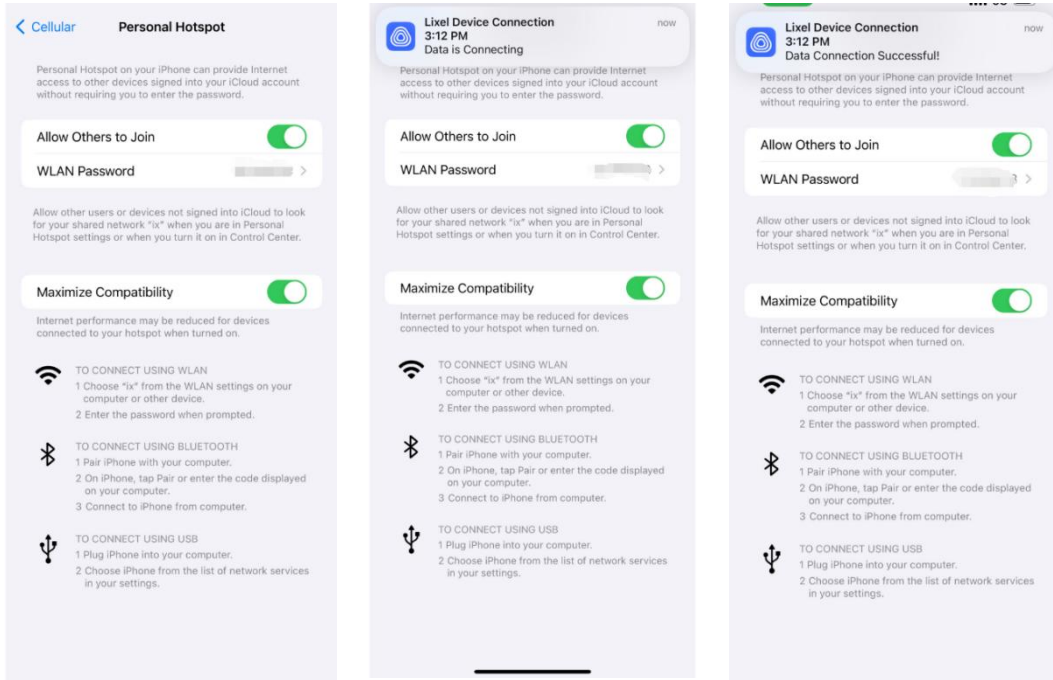 Cellular
Personal Hotspot
Personal Hotspot on your iPhone can provide Internet
access to other devices signed into your iCloud account
without requiring you to enter the password.
Allow Others to Join
WLAN Password
Allow other users or devices not signed into iCloud to look
for your shared network "ix" when you are in Personal
Hotspot settings or when you turn it on in Control Center.
Maximize Compatibility
Internet performance may be reduced for devices
connected to your hotspot when turned on.
TO CONNECT USING WLAN
1 Choose "ix" from the WLAN settings on your
computer or other device.
2 Enter the password when prompted.
TO CONNECT USING BLUETOOTH
1 Pair iPhone with your computer.
2 On iPhone, tap Pair or enter the code displayed
on your computer.
3 Connect to iPhone from computer.
TO CONNECT USING USB
1 Plug iPhone into your computer.
2 Choose iPhone from the list of network services
in your settings.
Lixel Device Connection
now
3:12 PM
Data is Connecting
Personal Hotspot on your iPhone can provide Internet
access to other devices signed into your iCloud account
without requiring you to enter the password.
Allow Others to Join
WLAN Password
Allow other users or devices not signed into iCloud to look
for your shared network "ix" when you are in Personal
Hotspot settings or when you turn it on in Control Center.
Maximize Compatibility
Internet performance may be reduced for devices
connected to your hotspot when turned on.
TO CONNECT USING WLAN
1 Choose "ix" from the WLAN settings on your
computer or other device.
2 Enter the password when prompted.
TO CONNECT USING BLUETOOTH
1 Pair iPhone with your computer.
2 On iPhone, tap Pair or enter the code displayed
on your computer.
3 Connect to iPhone from computer.
TO CONNECT USING USB
1 Plug iPhone into your computer.
2 Choose iPhone from the list of network services
in your settings.
Lixel Device Connection
now
3:12 PM
Data Connection Successful!
Personal Hotspot on your iPhone can provide Internet
access to other devices signed into your iCloud account
without requiring you to enter the password.
Allow Others to Join
WLAN Password
Allow other users or devices not signed into iCloud to look
for your shared network "ix" when you are in Personal
Hotspot settings or when you turn it on in Control Center.
Maximize Compatibility
Internet performance may be reduced for devices
connected to your hotspot when turned on.
TO CONNECT USING WLAN
1 Choose "ix" from the WLAN settings on your
computer or other device.
2 Enter the password when prompted.
TO CONNECT USING BLUETOOTH
1 Pair iPhone with your computer.
2 On iPhone, tap Pair or enter the code displayed
on your computer.
3 Connect to iPhone from computer.
TO CONNECT USING USB
1 Plug iPhone into your computer.
2 Choose iPhone from the list of network services
in your settings.